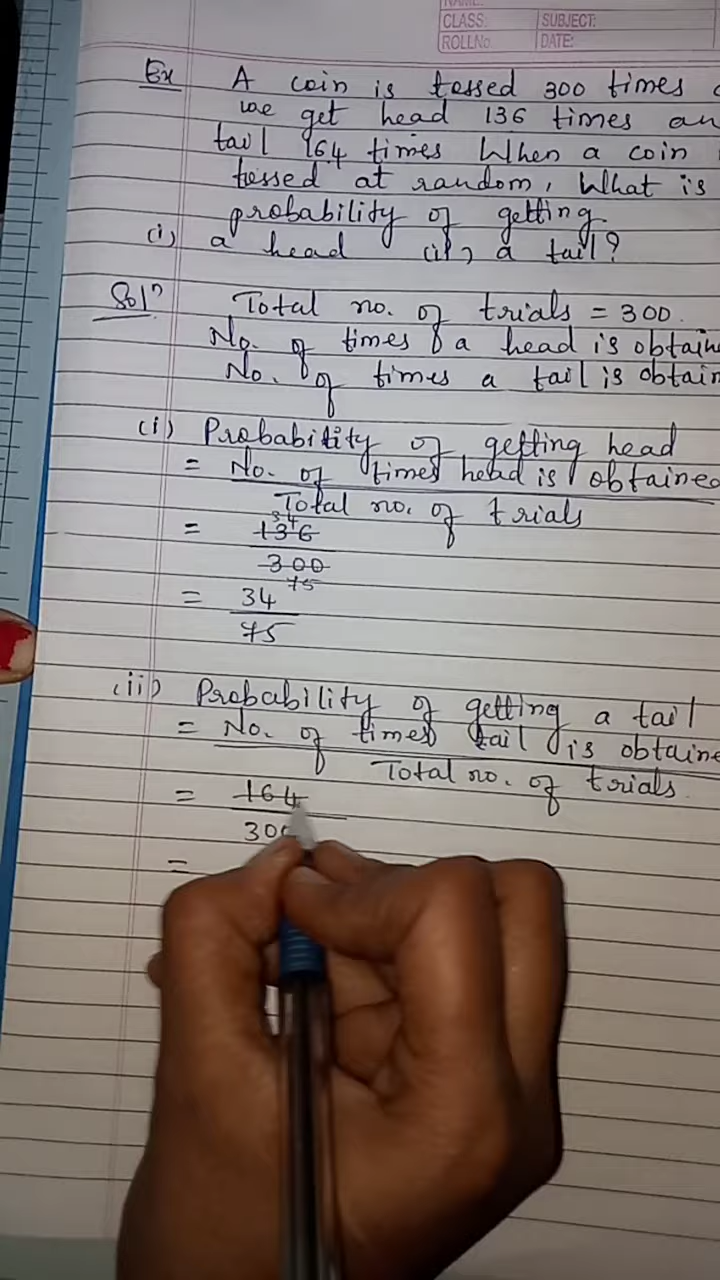 CLASS: SUBJECT:
ROLLNo. DATE:
Ex A coin is tossed 300 times
we get head 136 times an
tail 164 times When a coin
tossed at random, What is
probability of getting
(i) a head (ii) a tail?
Solⁿ Total no. of trials = 300.
No. of times a head is obtaine
No. of times a tail is obtain
(i) Probability of getting head
= No. of times head is obtained
Total no. of trials
34
= 136
300
75
= 34
75
(ii) Probability of getting a tail
= No. of times tail is obtaine
Total no. of trials.
= 164
300
=